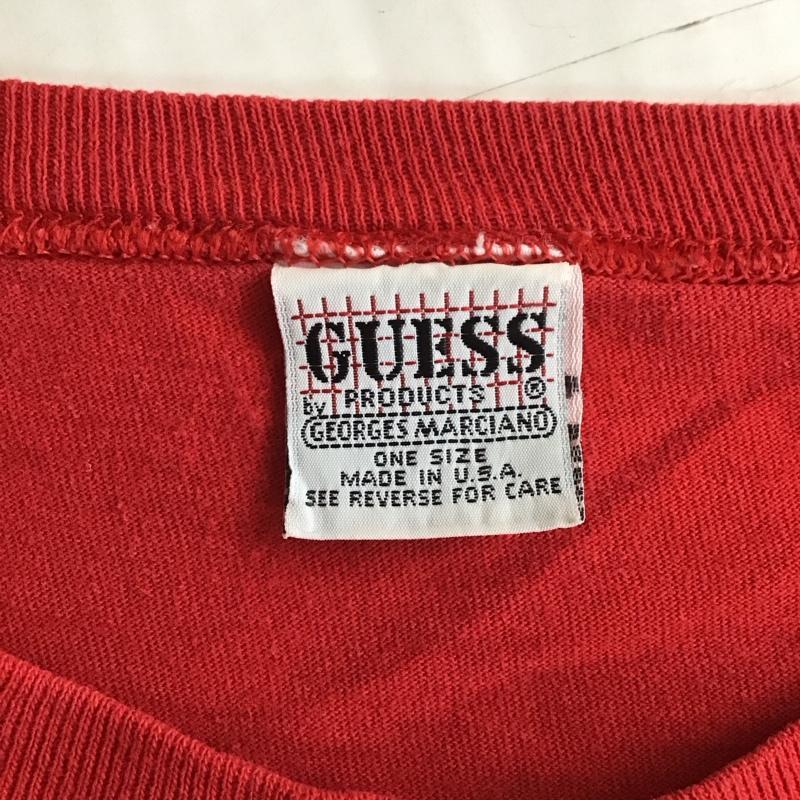 GUESS
by PRODUCTS ®
GEORGES MARCIANO
ONE SIZE
MADE IN U.S.A.
SEE REVERSE FOR CARE